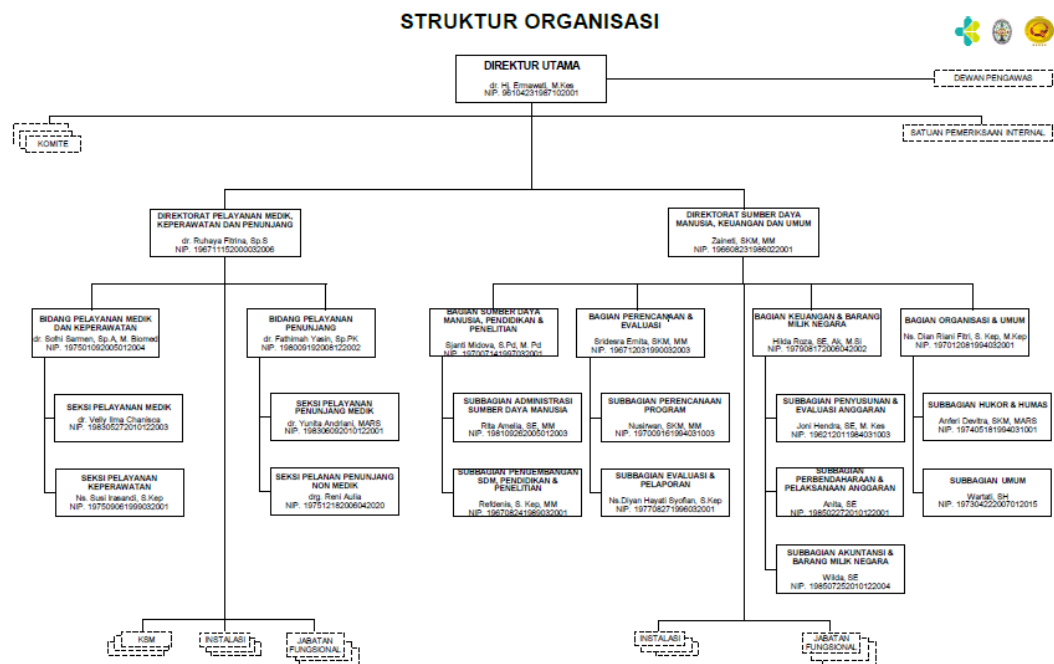 STRUKTUR ORGANISASI
DIREKTUR UTAMA
dr. Hj. Ermawati, M.Kes
NIP. 96104231987102001
DEWAN PENGAWAS
KOMITE
SATUAN PEMERIKSAAN INTERNAL
DIREKTORAT PELAYANAN MEDIK,
KEPERAWATAN DAN PENUNJANG
dr. Ruhaya Fitrina, Sp.S
NIP. 196711152000032006
DIREKTORAT SUMBER DAYA
MANUSIA, KEUANGAN DAN UMUM
Zaineti, SKM, MM
NIP. 196608231986022001
BIDANG PELAYANAN MEDIK
DAN KEPERAWATAN
dr. Sofhi Sarmen, Sp.A, M. Biomed
NIP. 197501092005012004
BIDANG PELAYANAN
PENUNJANG
dr. Fathimah Yasin, Sp.PK
NIP. 198009192008122002
BAGIAN SUMBER DAYA
MANUSIA, PENDIDIKAN &
PENELITIAN
Sjanti Midova, S.Pd, M. Pd
NIP. 197007141997032001
BAGIAN PERENCANAAN &
EVALUASI
Sridesra Emita, SKM, MM
NIP. 196712031990032003
BAGIAN KEUANGAN & BARANG
MILIK NEGARA
Hilda Roza, SE, Ak, M.Si
NIP. 197908172006042002
BAGIAN ORGANISASI & UMUM
Ns. Dian Riani Fitri, S. Kep, M.Kep
NIP. 197012081994032001
SEKSI PELAYANAN MEDIK
dr. Velly Ilma Chanisca
NIP. 198305272010122003
SEKSI PELAYANAN
PENUNJANG MEDIK
dr. Yunita Andriani, MARS
NIP. 198306092010122001
SUBBAGIAN ADMINISTRASI
SUMBER DAYA MANUSIA
Rita Amelia, SE, MM
NIP. 198109262005012003
SUBBAGIAN PERENCANAAN
PROGRAM
Nusirwan, SKM, MM
NIP. 197009161994031003
SUBBAGIAN PENYUSUNAN &
EVALUASI ANGGARAN
Joni Hendra, SE, M. Kes
NIP. 196212011984031003
SUBBAGIAN HUKOR & HUMAS
Anferi Devitra, SKM, MARS
NIP. 197405181994031001
SEKSI PELAYANAN
KEPERAWATAN
Ns. Susi Irasandi, S.Kep
NIP. 197509061999032001
SEKSI PELANAN PENUNJANG
NON MEDIK
drg. Reni Aulia
NIP. 197512182006042020
SUBBAGIAN PENGEMBANGAN
SDM, PENDIDIKAN &
PENELITIAN
Refdenis, S. Kep, MM
NIP. 196708241989032001
SUBBAGIAN EVALUASI &
PELAPORAN
Ns.Diyan Hayati Syofian, S.Kep
NIP. 197708271996032001
SUBBAGIAN
PERBENDAHARAAN &
PELAKSANAAN ANGGARAN
Anita, SE
NIP. 198502272010122001
SUBBAGIAN UMUM
Wartati, SH
NIP. 197304222007012015
SUBBAGIAN AKUNTANSI &
BARANG MILIK NEGARA
Wilda, SE
NIP. 198507252010122004
KSM
INSTALASI
JABATAN
FUNGSIONAL
INSTALASI
JABATAN
FUNGSIONAL